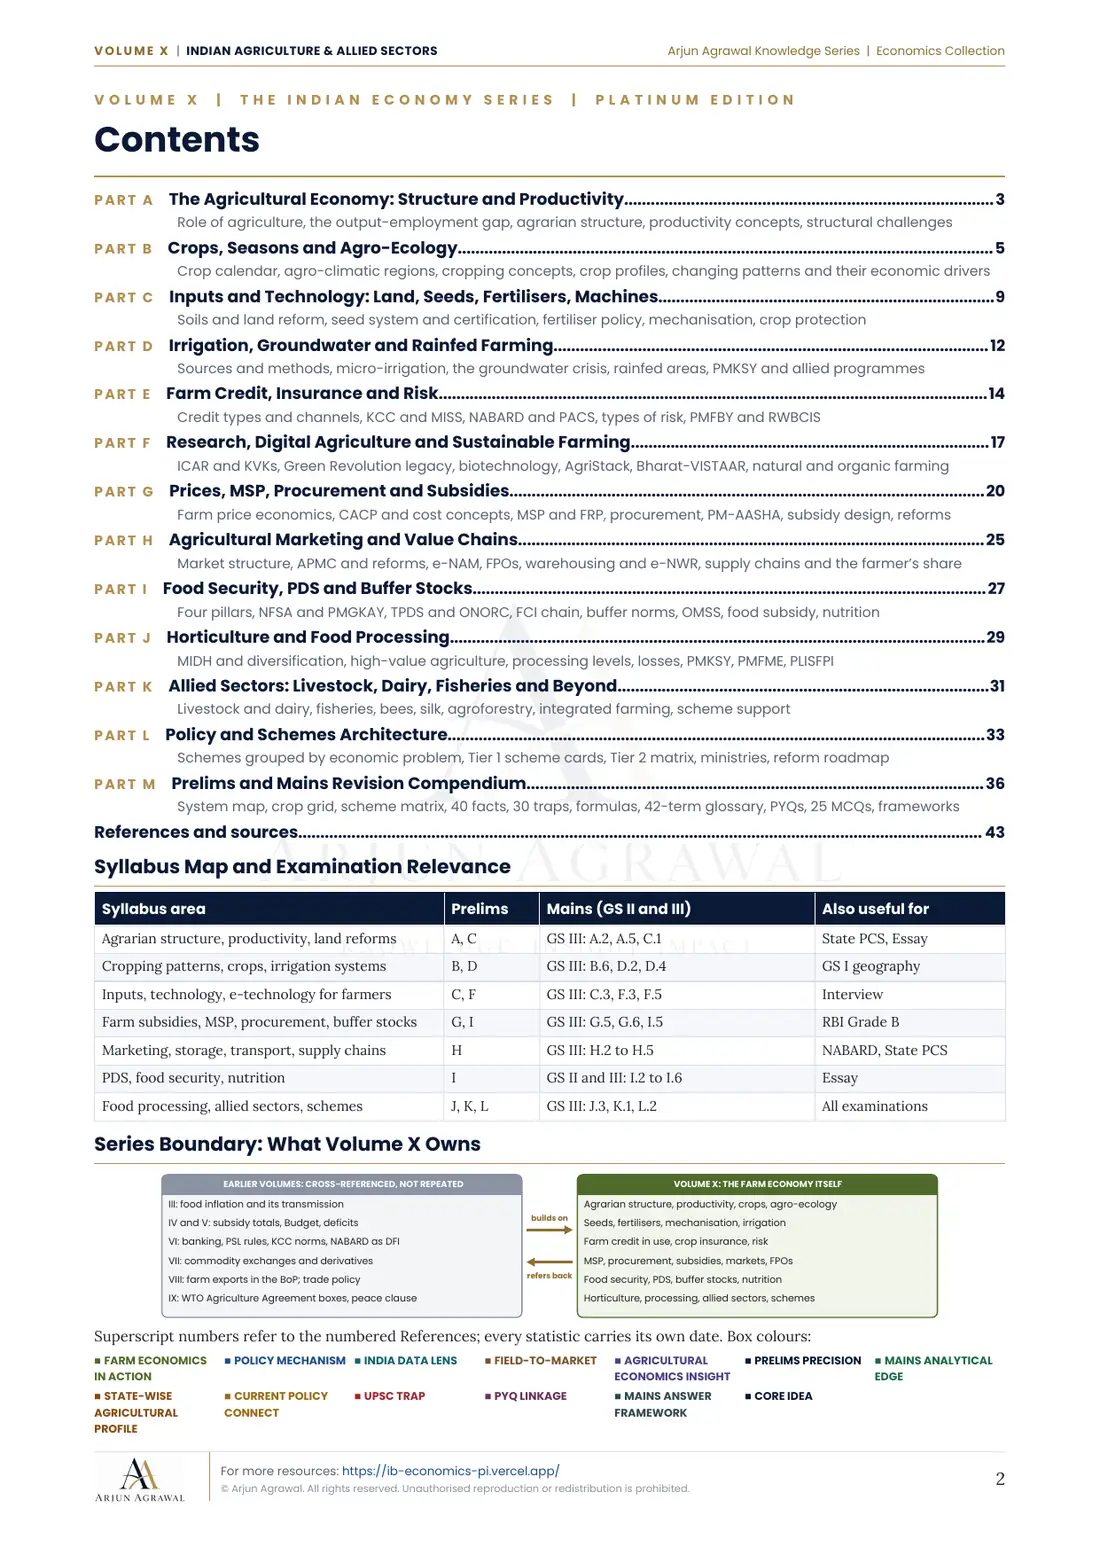 VOLUME X | INDIAN AGRICULTURE & ALLIED SECTORS
Arjun Agrawal Knowledge Series | Economics Collection
VOLUME X | THE INDIAN ECONOMY SERIES | PLATINUM EDITION
Contents
PART A The Agricultural Economy: Structure and Productivity 3
Role of agriculture, the output-employment gap, agrarian structure, productivity concepts, structural challenges
PART B Crops, Seasons and Agro-Ecology 5
Crop calendar, agro-climatic regions, cropping concepts, crop profiles, changing patterns and their economic drivers
PART C Inputs and Technology: Land, Seeds, Fertilisers, Machines 9
Soils and land reform, seed system and certification, fertiliser policy, mechanisation, crop protection
PART D Irrigation, Groundwater and Rainfed Farming 12
Sources and methods, micro-irrigation, the groundwater crisis, rainfed areas, PMKSY and allied programmes
PART E Farm Credit, Insurance and Risk 14
Credit types and channels, KCC and MISS, NABARD and PACS, types of risk, PMFBY and RWBCIS
PART F Research, Digital Agriculture and Sustainable Farming 17
ICAR and KVKs, Green Revolution legacy, biotechnology, AgriStack, Bharat-VISTAAR, natural and organic farming
PART G Prices, MSP, Procurement and Subsidies 20
Farm price economics, CACP and cost concepts, MSP and FRP, procurement, PM-AASHA, subsidy design, reforms
PART H Agricultural Marketing and Value Chains 25
Market structure, APMC and reforms, e-NAM, FPOs, warehousing and e-NWR, supply chains and the farmer's share
PART I Food Security, PDS and Buffer Stocks 27
Four pillars, NFSA and PMGKAY, TPDS and ONORC, FCI chain, buffer norms, OMSS, food subsidy, nutrition
PART J Horticulture and Food Processing 29
MIDH and diversification, high-value agriculture, processing levels, losses, PMKSY, PMFME, PLISFPI
PART K Allied Sectors: Livestock, Dairy, Fisheries and Beyond 31
Livestock and dairy, fisheries, bees, silk, agroforestry, integrated farming, scheme support
PART L Policy and Schemes Architecture 33
Schemes grouped by economic problem, Tier 1 scheme cards, Tier 2 matrix, ministries, reform roadmap
PART M Prelims and Mains Revision Compendium 36
System map, crop grid, scheme matrix, 40 facts, 30 traps, formulas, 42-term glossary, PYQs, 25 MCQs, frameworks
References and sources 43
ARJUN AGRAWAL
KNOWLEDGE INSIGHT IMPACT
Syllabus Map and Examination Relevance
Syllabus area Prelims Mains (GS II and III) Also useful for
Agrarian structure, productivity, land reforms A, C GS III: A.2, A.5, C.1 State PCS, Essay
Cropping patterns, crops, irrigation systems B, D GS III: B.6, D.2, D.4 GS I geography
Inputs, technology, e-technology for farmers C, F GS III: C.3, F.3, F.5 Interview
Farm subsidies, MSP, procurement, buffer stocks G, I GS III: G.5, G.6, I.5 RBI Grade B
Marketing, storage, transport, supply chains H GS III: H.2 to H.5 NABARD, State PCS
PDS, food security, nutrition I GS II and III: I.2 to I.6 Essay
Food processing, allied sectors, schemes J, K, L GS III: J.3, K.1, L.2 All examinations
Series Boundary: What Volume X Owns
EARLIER VOLUMES: CROSS-REFERENCED, NOT REPEATED
III: food inflation and its transmission
IV and V: subsidy totals, Budget, deficits
VI: banking, PSL rules, KCC norms, NABARD as DFI
VII: commodity exchanges and derivatives
VIII: farm exports in the BoP; trade policy
IX: WTO Agriculture Agreement boxes, peace clause
builds on
refers back
VOLUME X: THE FARM ECONOMY ITSELF
Agrarian structure, productivity, crops, agro-ecology
Seeds, fertilisers, mechanisation, irrigation
Farm credit in use, crop insurance, risk
MSP, procurement, subsidies, markets, FPOs
Food security, PDS, buffer stocks, nutrition
Horticulture, processing, allied sectors, schemes
Superscript numbers refer to the numbered References; every statistic carries its own date. Box colours:
■ FARM ECONOMICS IN ACTION
■ POLICY MECHANISM
■ INDIA DATA LENS
■ FIELD-TO-MARKET
■ AGRICULTURAL ECONOMICS INSIGHT
■ PRELIMS PRECISION
■ MAINS ANALYTICAL EDGE
■ STATE-WISE AGRICULTURAL PROFILE
■ CURRENT POLICY CONNECT
■ UPSC TRAP
■ PYQ LINKAGE
■ MAINS ANSWER FRAMEWORK
■ CORE IDEA
ARJUN AGRAWAL
For more resources: https://ib-economics-pi.vercel.app/
© Arjun Agrawal. All rights reserved. Unauthorised reproduction or redistribution is prohibited.
2